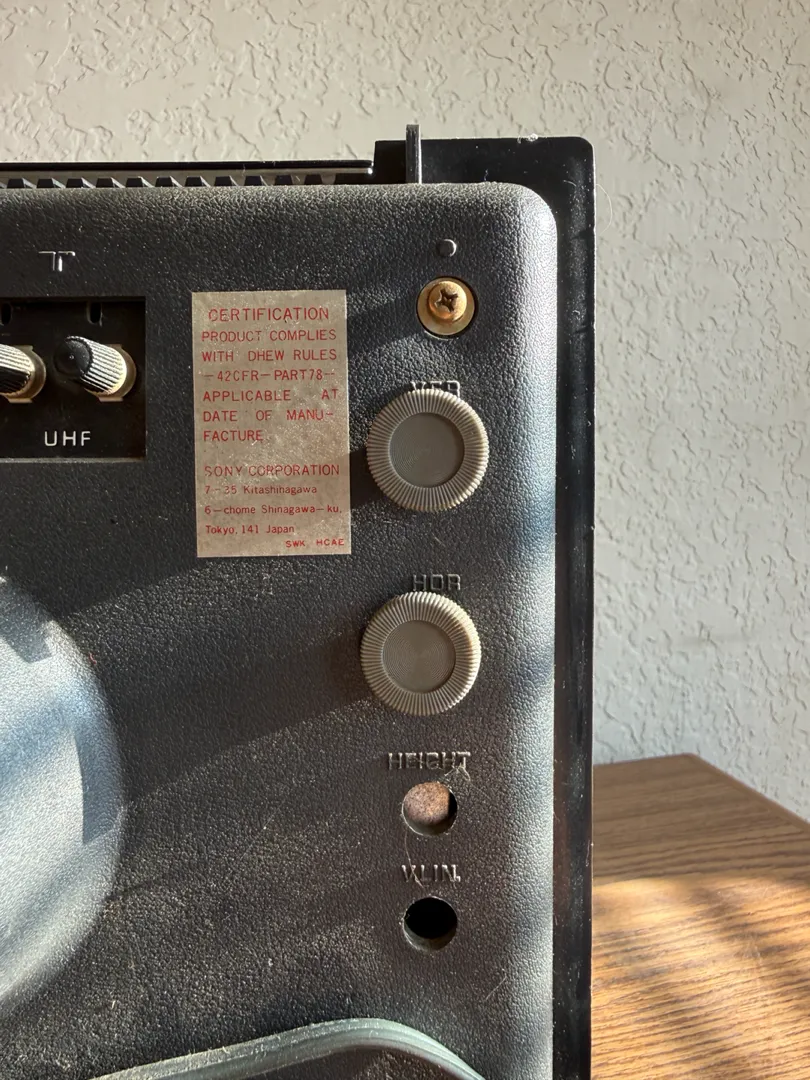 CERTIFICATION
PRODUCT COMPLIES
WITH DHEW RULES
—42CFR—PART78—
APPLICABLE AT
DATE OF MANU-
FACTURE
SONY CORPORATION
7-35 Kitashinagawa
6-chome Shinagawa-ku,
Tokyo, 141 Japan
SWK HCAE
UHF
VER
HOR
HEIGHT
V.LIN.